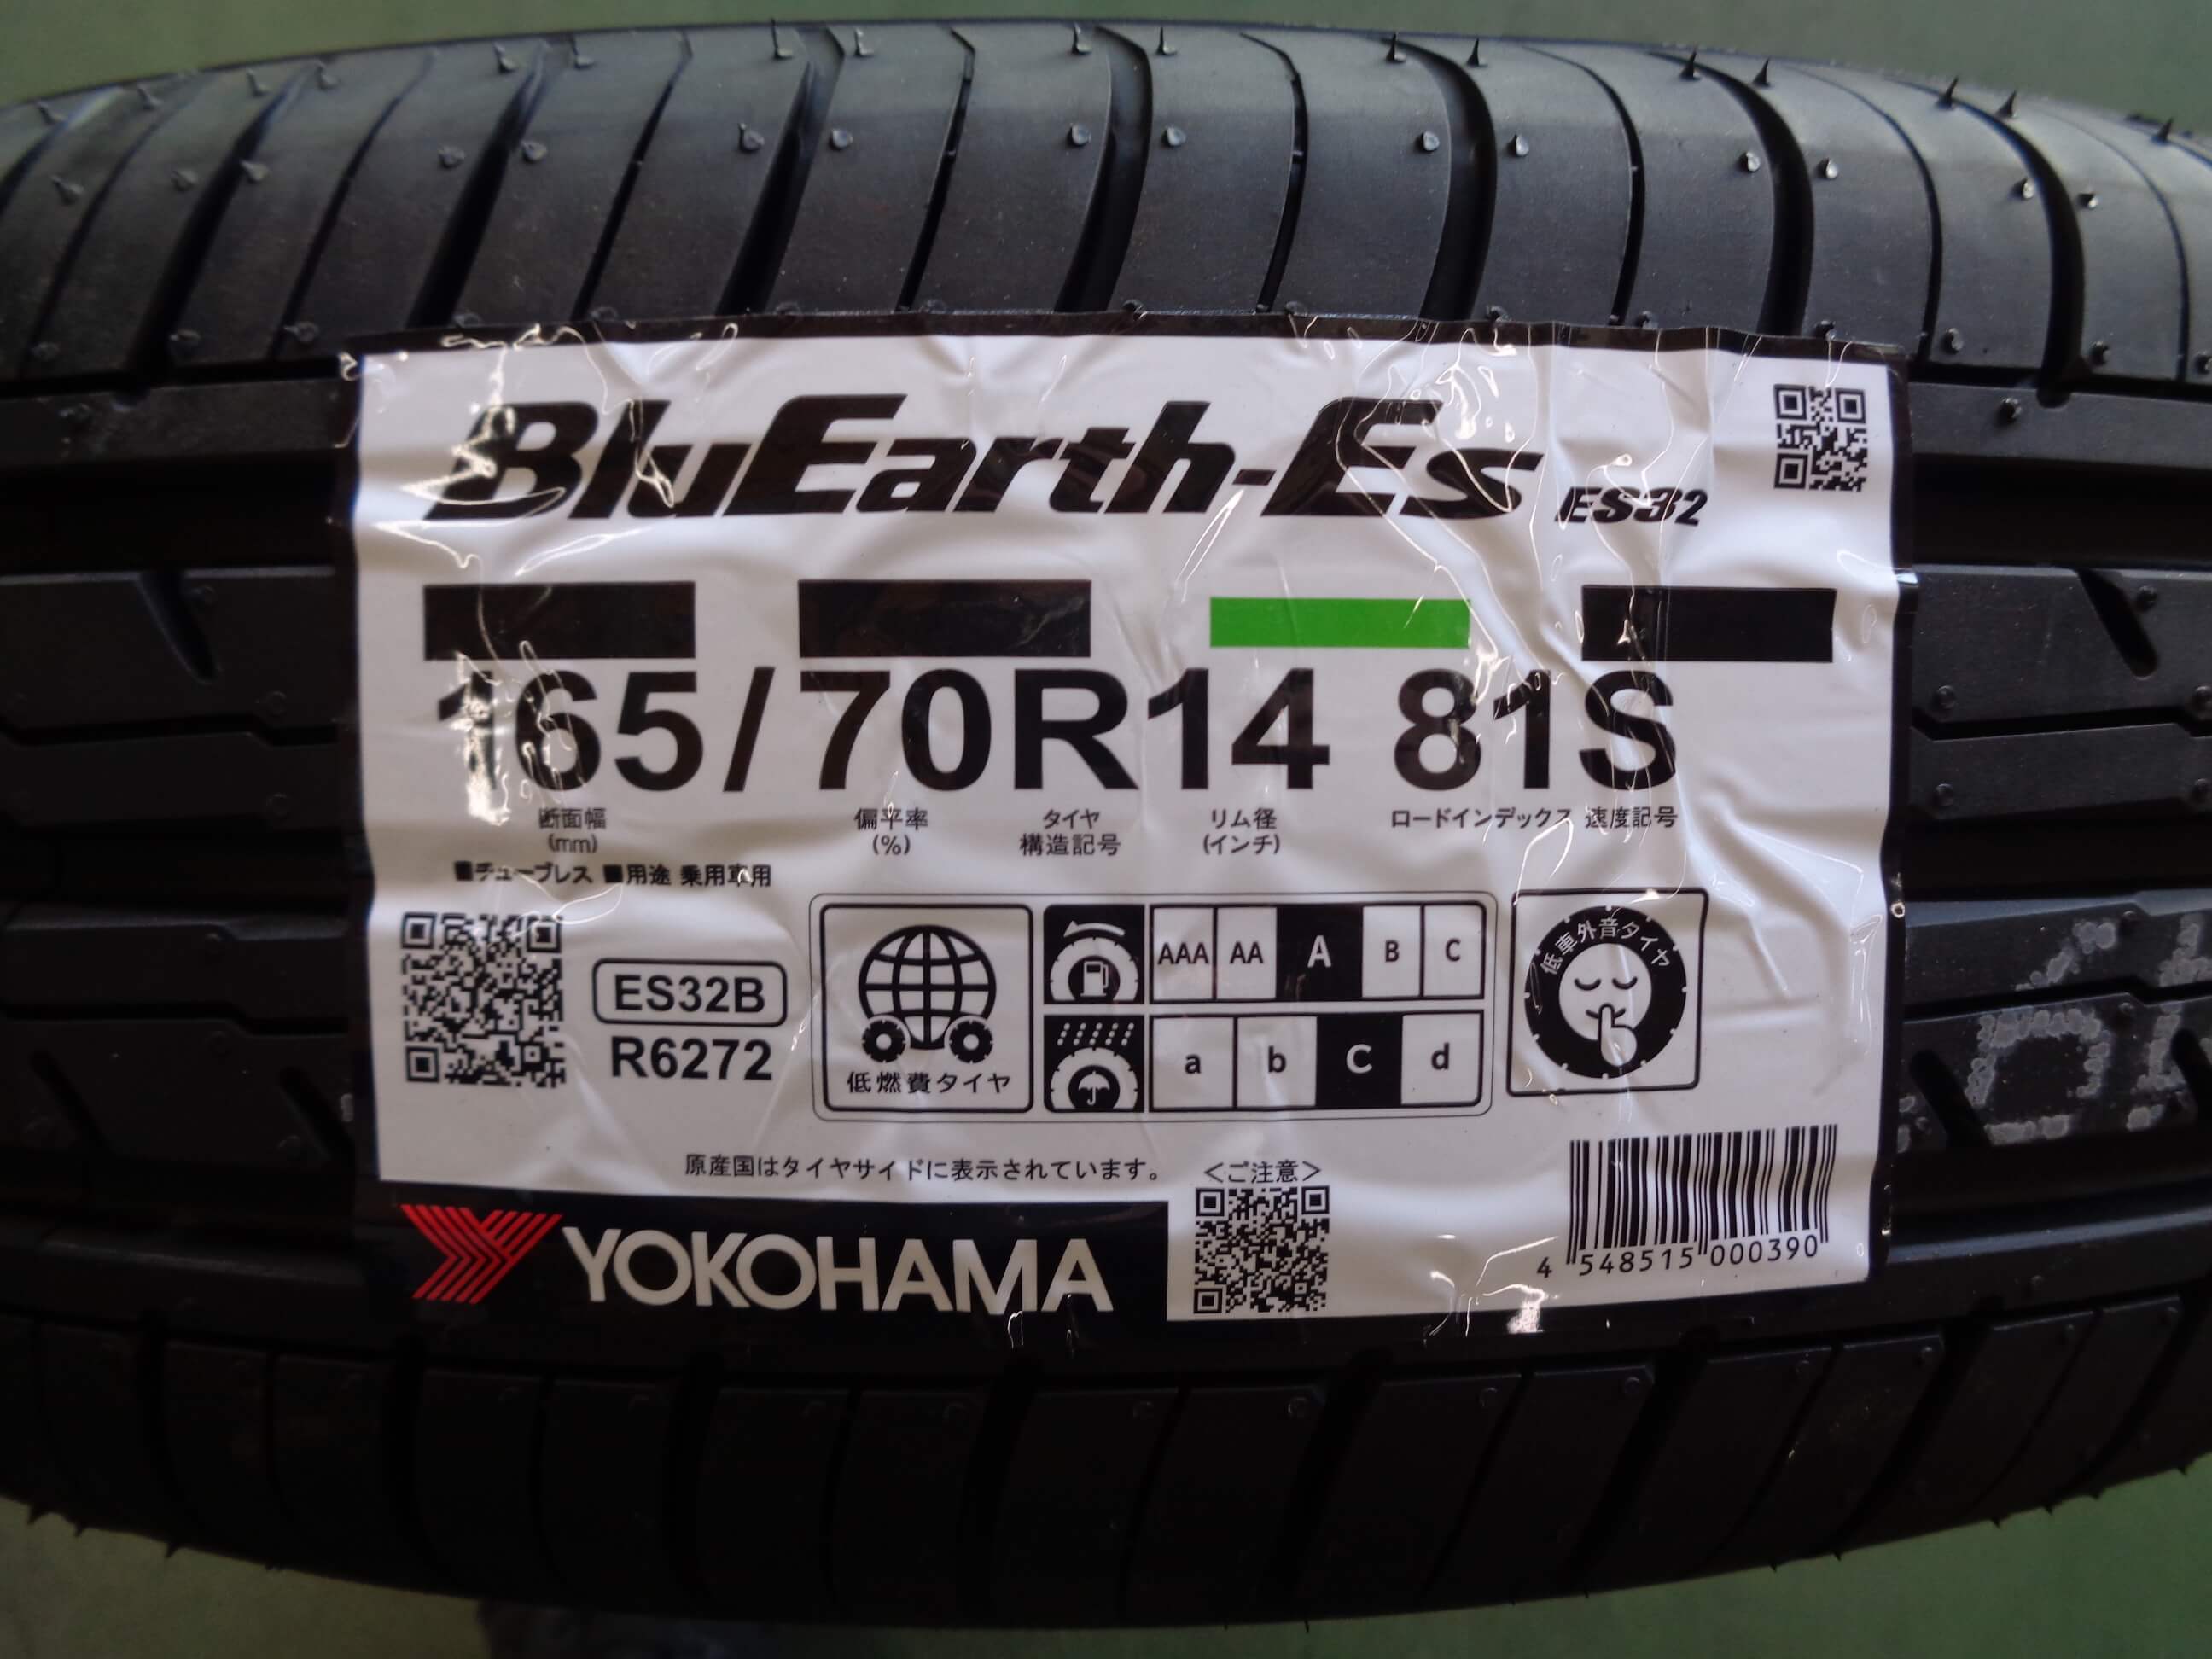 BluEarth-Es ES32
165/70R14 81S
断面幅 (mm)
偏平率 (%)
タイヤ 構造記号
リム径 (インチ)
ロードインデックス
速度記号
■チューブレス ■用途 乗用車用
ES32B
R6272
低燃費タイヤ
AAA AA A B C
a b c d
低車外音タイヤ
原産国はタイヤサイドに表示されています。
<ご注意>
YOKOHAMA
4 548515 000390